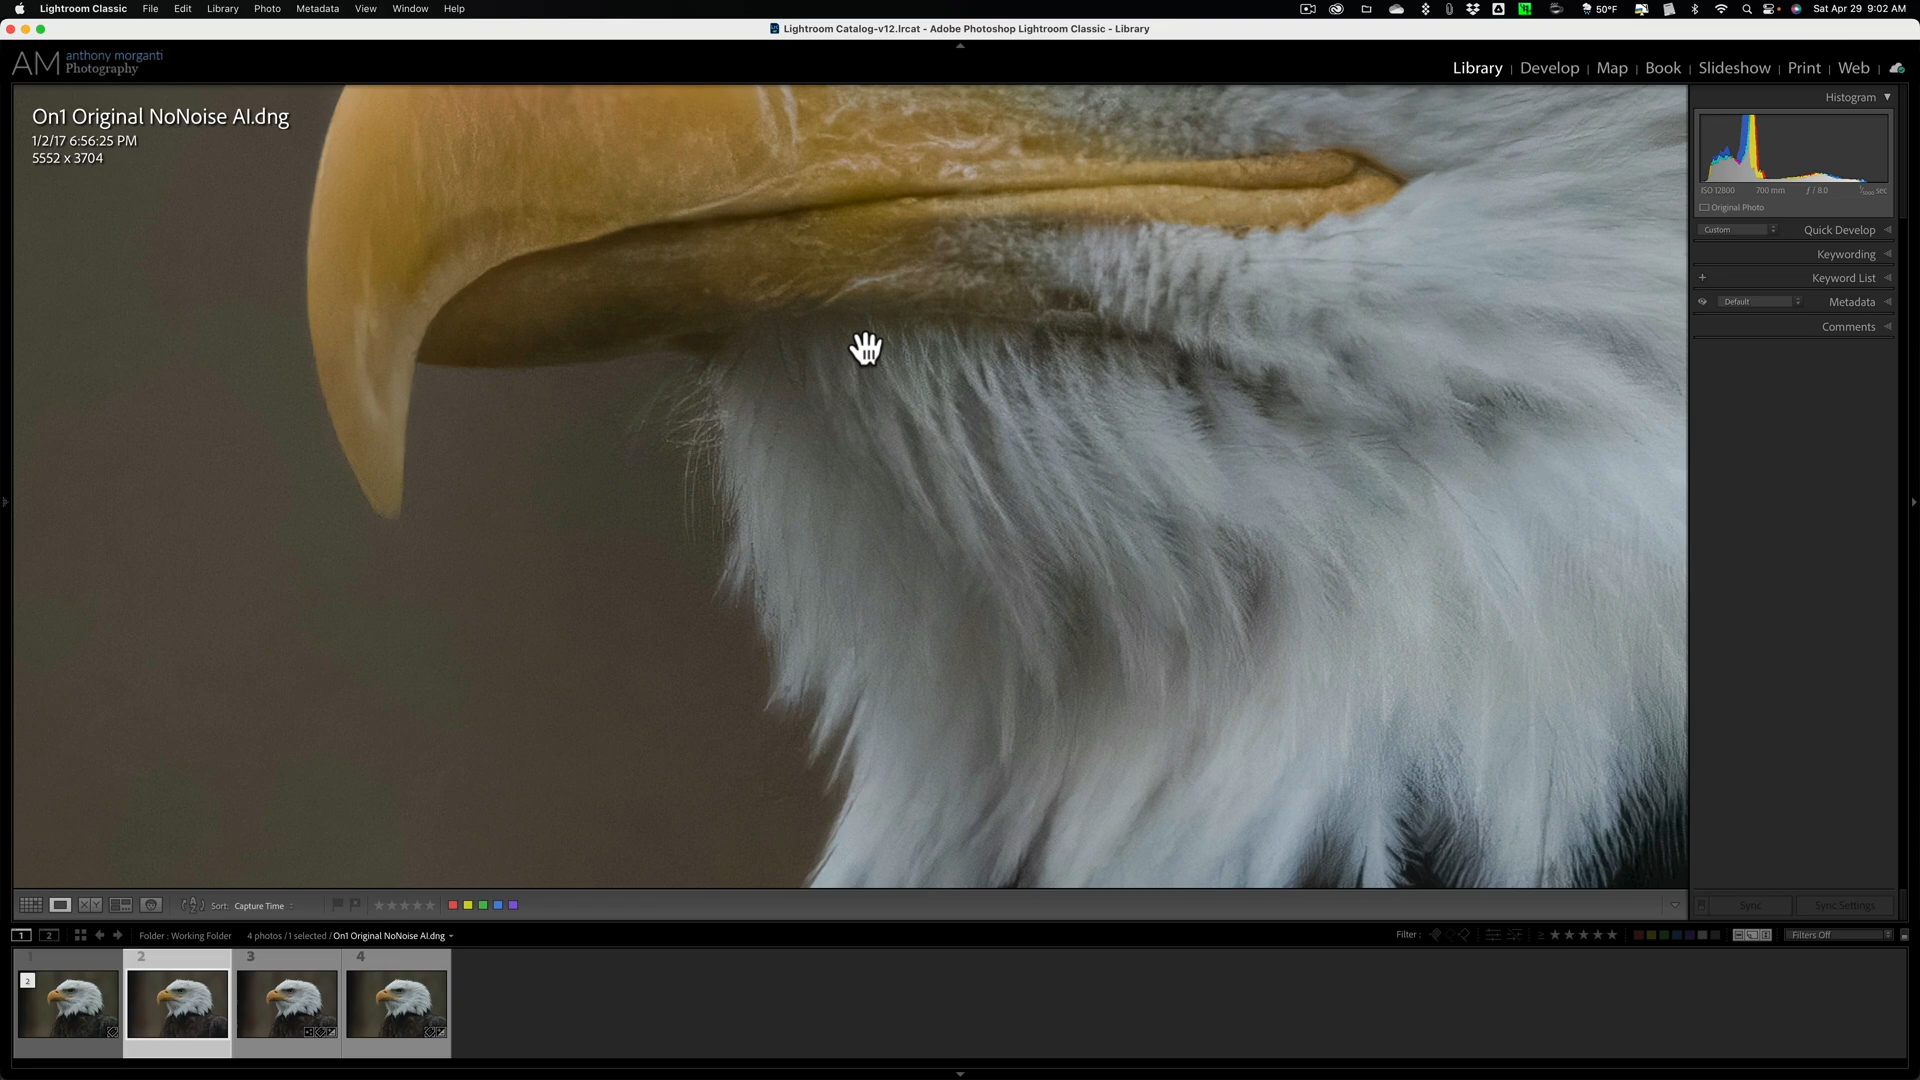 Lightroom Classic File Edit Library Photo Metadata View Window Help
50°F Sat Apr 29 9:02 AM
Lightroom Catalog-v12.lrcat - Adobe Photoshop Lightroom Classic - Library
AM anthony morganti
Photography
Library | Develop | Map | Book | Slideshow | Print | Web |
On1 Original NoNoise AI.dng
1/2/17 6:56:25 PM
5552 x 3704
Histogram
ISO 12800 700 mm ƒ / 8.0 sec
Original Photo
Custom Quick Develop
Keywording
+ Keyword List
Default Metadata
Comments
XY Sort: Capture Time
Sync Sync Settings
1 2 Folder : Working Folder 4 photos / 1 selected / On1 Original NoNoise AI.dng
Filter : Filters Off
1 2 3 4
2